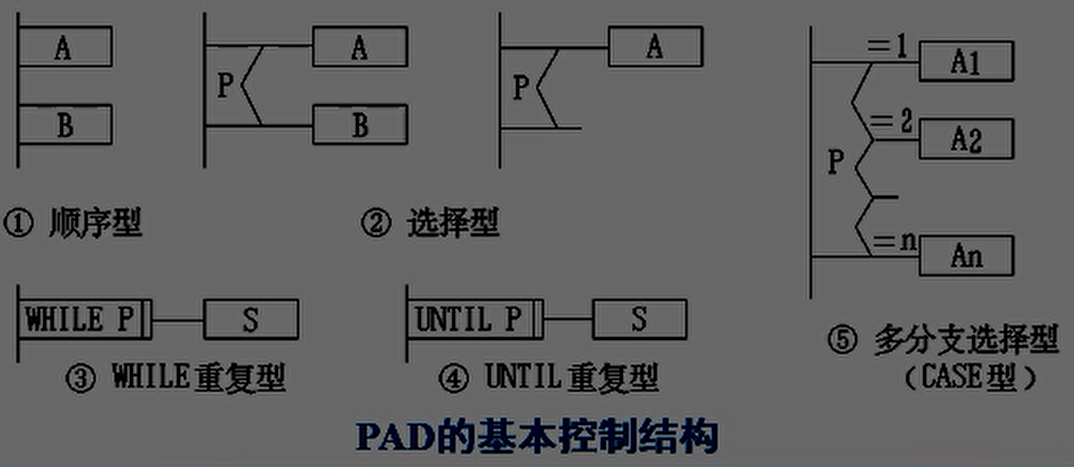 A
B
P
A
B
P
A
① 顺序型
② 选择型
=1
A1
=2
A2
P
=n
An
⑤ 多分支选择型
(CASE型)
WHILE P
S
③ WHILE重复型
UNTIL P
S
④ UNTIL重复型
PAD的基本控制结构